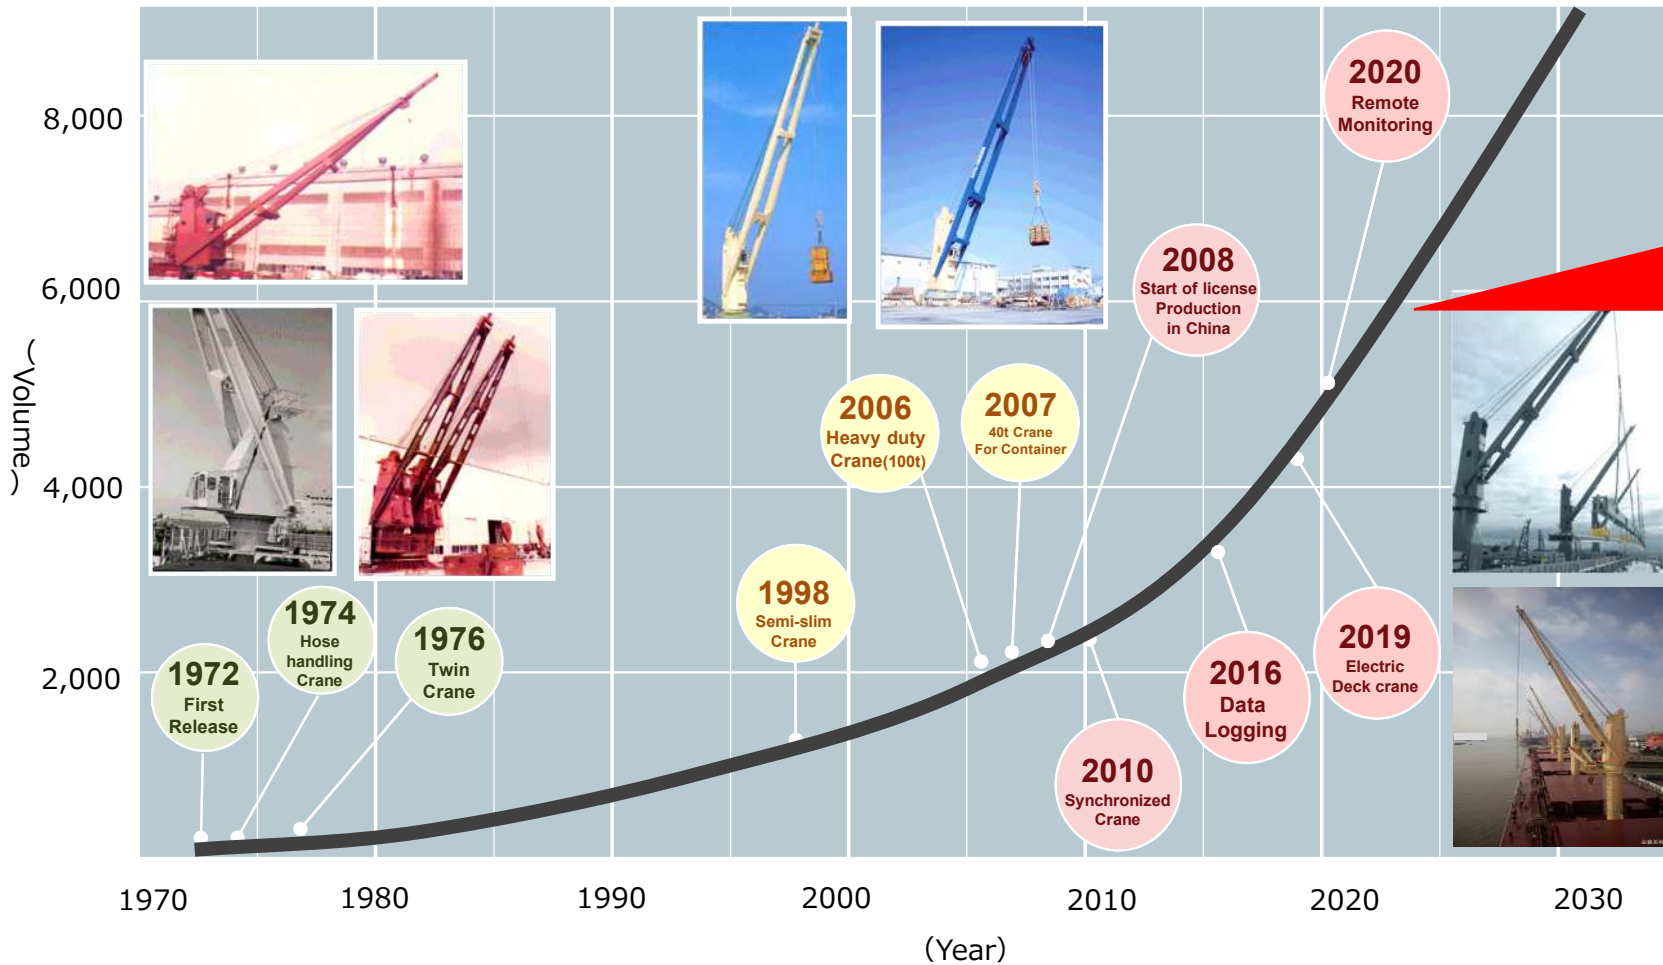 8,000
6,000
4,000
2,000
(Volume)
1972
First
Release
1974
Hose
handling
Crane
1976
Twin
Crane
1998
Semi-slim
Crane
2006
Heavy duty
Crane(100t)
2007
40t Crane
For Container
2008
Start of license
Production
in China
2010
Synchronized
Crane
2016
Data
Logging
2019
Electric
Deck crane
2020
Remote
Monitoring
1970
1980
1990
2000
2010
2020
2030
(Year)